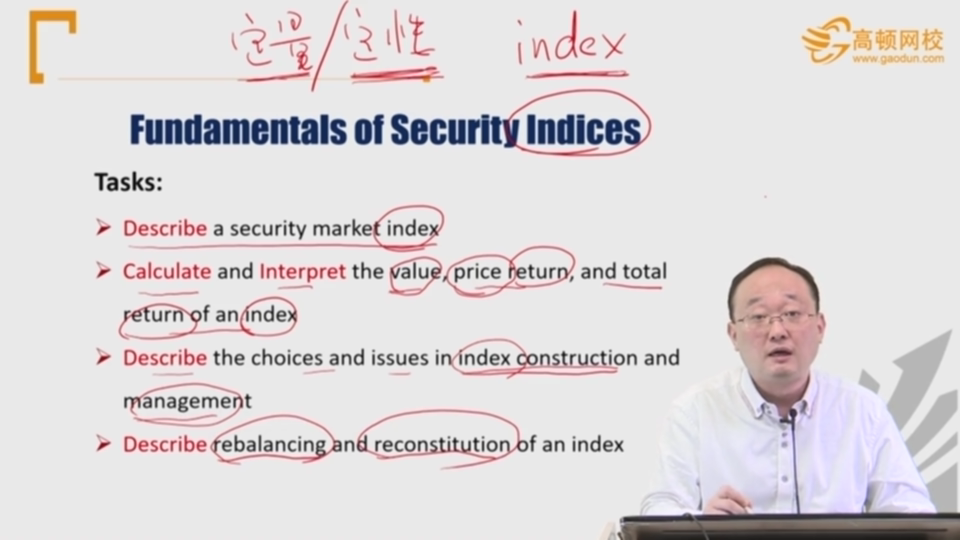 定量/定性 index
高顿网校
www.gaodun.com
Fundamentals of Security Indices
Tasks:
Describe a security market index
Calculate and Interpret the value, price return, and total
return of an index
Describe the choices and issues in index construction and
management
Describe rebalancing and reconstitution of an index